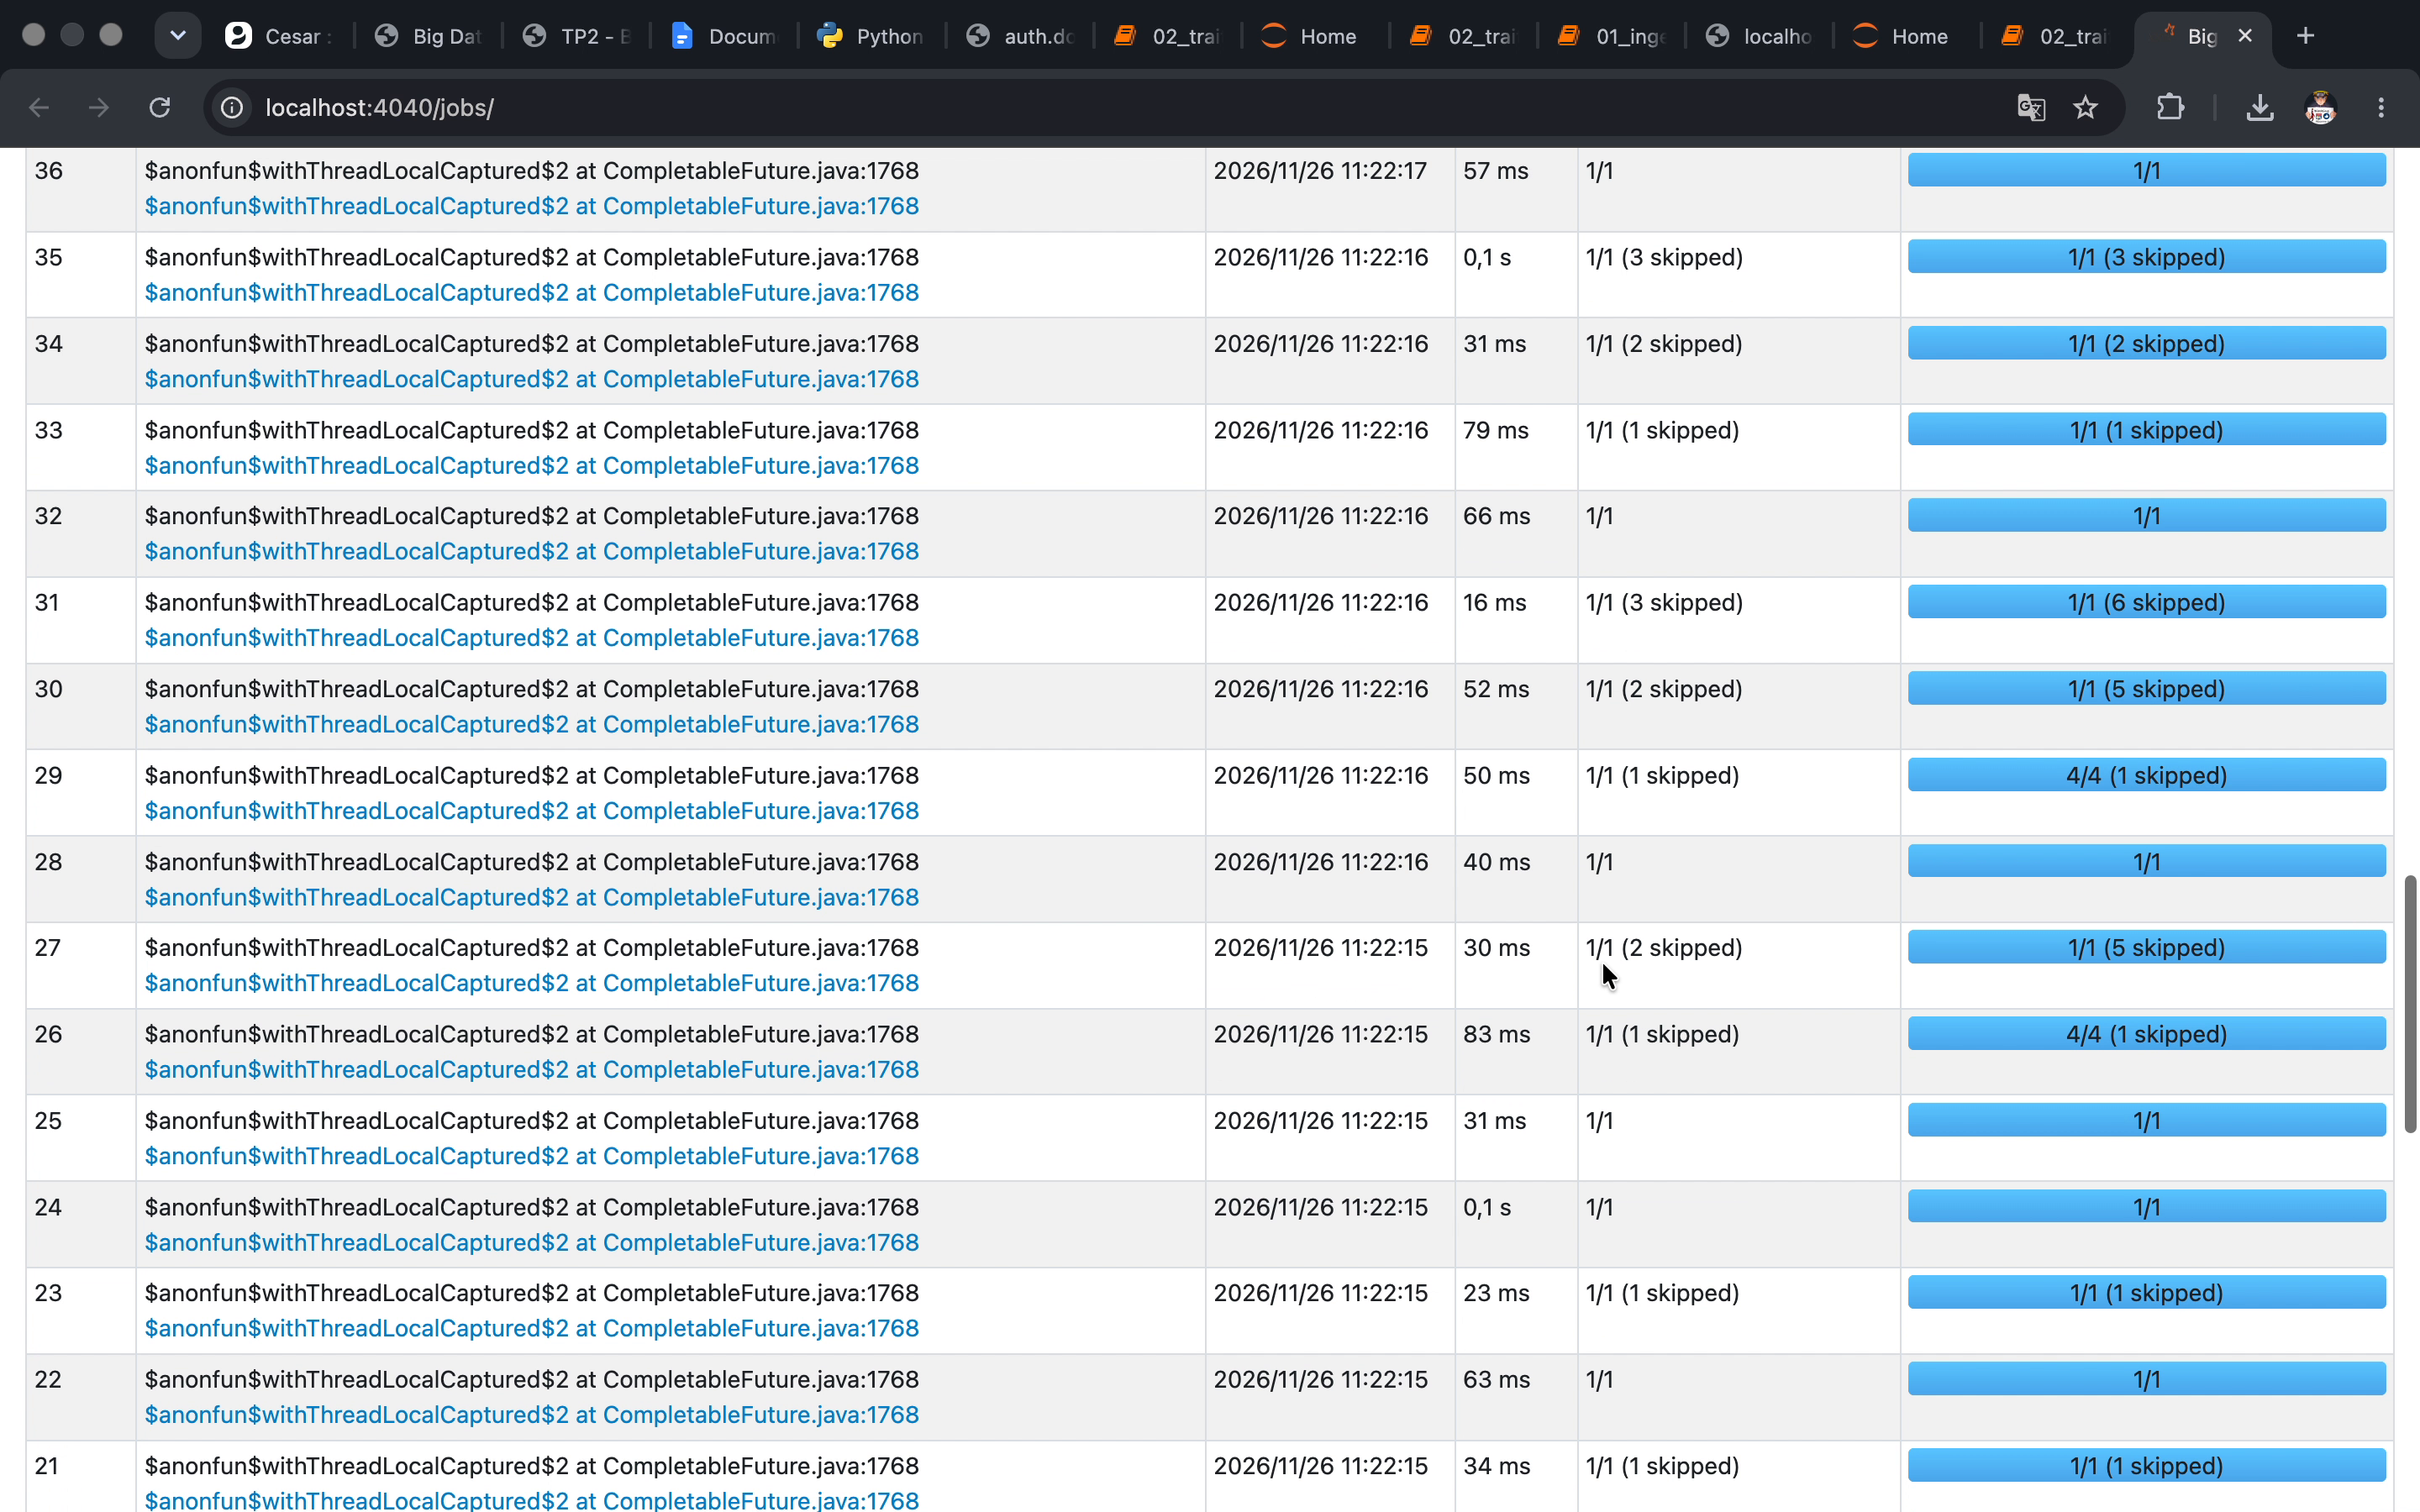 Cesar :
Big Dat
TP2 - B
Docum
Python
auth.do
02_trai
Home
02_trai
01_inge
localho
Home
02_trai
Big
localhost:4040/jobs/
36 $anonfun$withThreadLocalCaptured$2 at CompletableFuture.java:1768 2026/11/26 11:22:17 57 ms 1/1 1/1
$anonfun$withThreadLocalCaptured$2 at CompletableFuture.java:1768
35 $anonfun$withThreadLocalCaptured$2 at CompletableFuture.java:1768 2026/11/26 11:22:16 0,1 s 1/1 (3 skipped) 1/1 (3 skipped)
$anonfun$withThreadLocalCaptured$2 at CompletableFuture.java:1768
34 $anonfun$withThreadLocalCaptured$2 at CompletableFuture.java:1768 2026/11/26 11:22:16 31 ms 1/1 (2 skipped) 1/1 (2 skipped)
$anonfun$withThreadLocalCaptured$2 at CompletableFuture.java:1768
33 $anonfun$withThreadLocalCaptured$2 at CompletableFuture.java:1768 2026/11/26 11:22:16 79 ms 1/1 (1 skipped) 1/1 (1 skipped)
$anonfun$withThreadLocalCaptured$2 at CompletableFuture.java:1768
32 $anonfun$withThreadLocalCaptured$2 at CompletableFuture.java:1768 2026/11/26 11:22:16 66 ms 1/1 1/1
$anonfun$withThreadLocalCaptured$2 at CompletableFuture.java:1768
31 $anonfun$withThreadLocalCaptured$2 at CompletableFuture.java:1768 2026/11/26 11:22:16 16 ms 1/1 (3 skipped) 1/1 (6 skipped)
$anonfun$withThreadLocalCaptured$2 at CompletableFuture.java:1768
30 $anonfun$withThreadLocalCaptured$2 at CompletableFuture.java:1768 2026/11/26 11:22:16 52 ms 1/1 (2 skipped) 1/1 (5 skipped)
$anonfun$withThreadLocalCaptured$2 at CompletableFuture.java:1768
29 $anonfun$withThreadLocalCaptured$2 at CompletableFuture.java:1768 2026/11/26 11:22:16 50 ms 1/1 (1 skipped) 4/4 (1 skipped)
$anonfun$withThreadLocalCaptured$2 at CompletableFuture.java:1768
28 $anonfun$withThreadLocalCaptured$2 at CompletableFuture.java:1768 2026/11/26 11:22:16 40 ms 1/1 1/1
$anonfun$withThreadLocalCaptured$2 at CompletableFuture.java:1768
27 $anonfun$withThreadLocalCaptured$2 at CompletableFuture.java:1768 2026/11/26 11:22:15 30 ms 1/1 (2 skipped) 1/1 (5 skipped)
$anonfun$withThreadLocalCaptured$2 at CompletableFuture.java:1768
26 $anonfun$withThreadLocalCaptured$2 at CompletableFuture.java:1768 2026/11/26 11:22:15 83 ms 1/1 (1 skipped) 4/4 (1 skipped)
$anonfun$withThreadLocalCaptured$2 at CompletableFuture.java:1768
25 $anonfun$withThreadLocalCaptured$2 at CompletableFuture.java:1768 2026/11/26 11:22:15 31 ms 1/1 1/1
$anonfun$withThreadLocalCaptured$2 at CompletableFuture.java:1768
24 $anonfun$withThreadLocalCaptured$2 at CompletableFuture.java:1768 2026/11/26 11:22:15 0,1 s 1/1 1/1
$anonfun$withThreadLocalCaptured$2 at CompletableFuture.java:1768
23 $anonfun$withThreadLocalCaptured$2 at CompletableFuture.java:1768 2026/11/26 11:22:15 23 ms 1/1 (1 skipped) 1/1 (1 skipped)
$anonfun$withThreadLocalCaptured$2 at CompletableFuture.java:1768
22 $anonfun$withThreadLocalCaptured$2 at CompletableFuture.java:1768 2026/11/26 11:22:15 63 ms 1/1 1/1
$anonfun$withThreadLocalCaptured$2 at CompletableFuture.java:1768
21 $anonfun$withThreadLocalCaptured$2 at CompletableFuture.java:1768 2026/11/26 11:22:15 34 ms 1/1 (1 skipped) 1/1 (1 skipped)
$anonfun$withThreadLocalCaptured$2 at CompletableFuture.java:1768